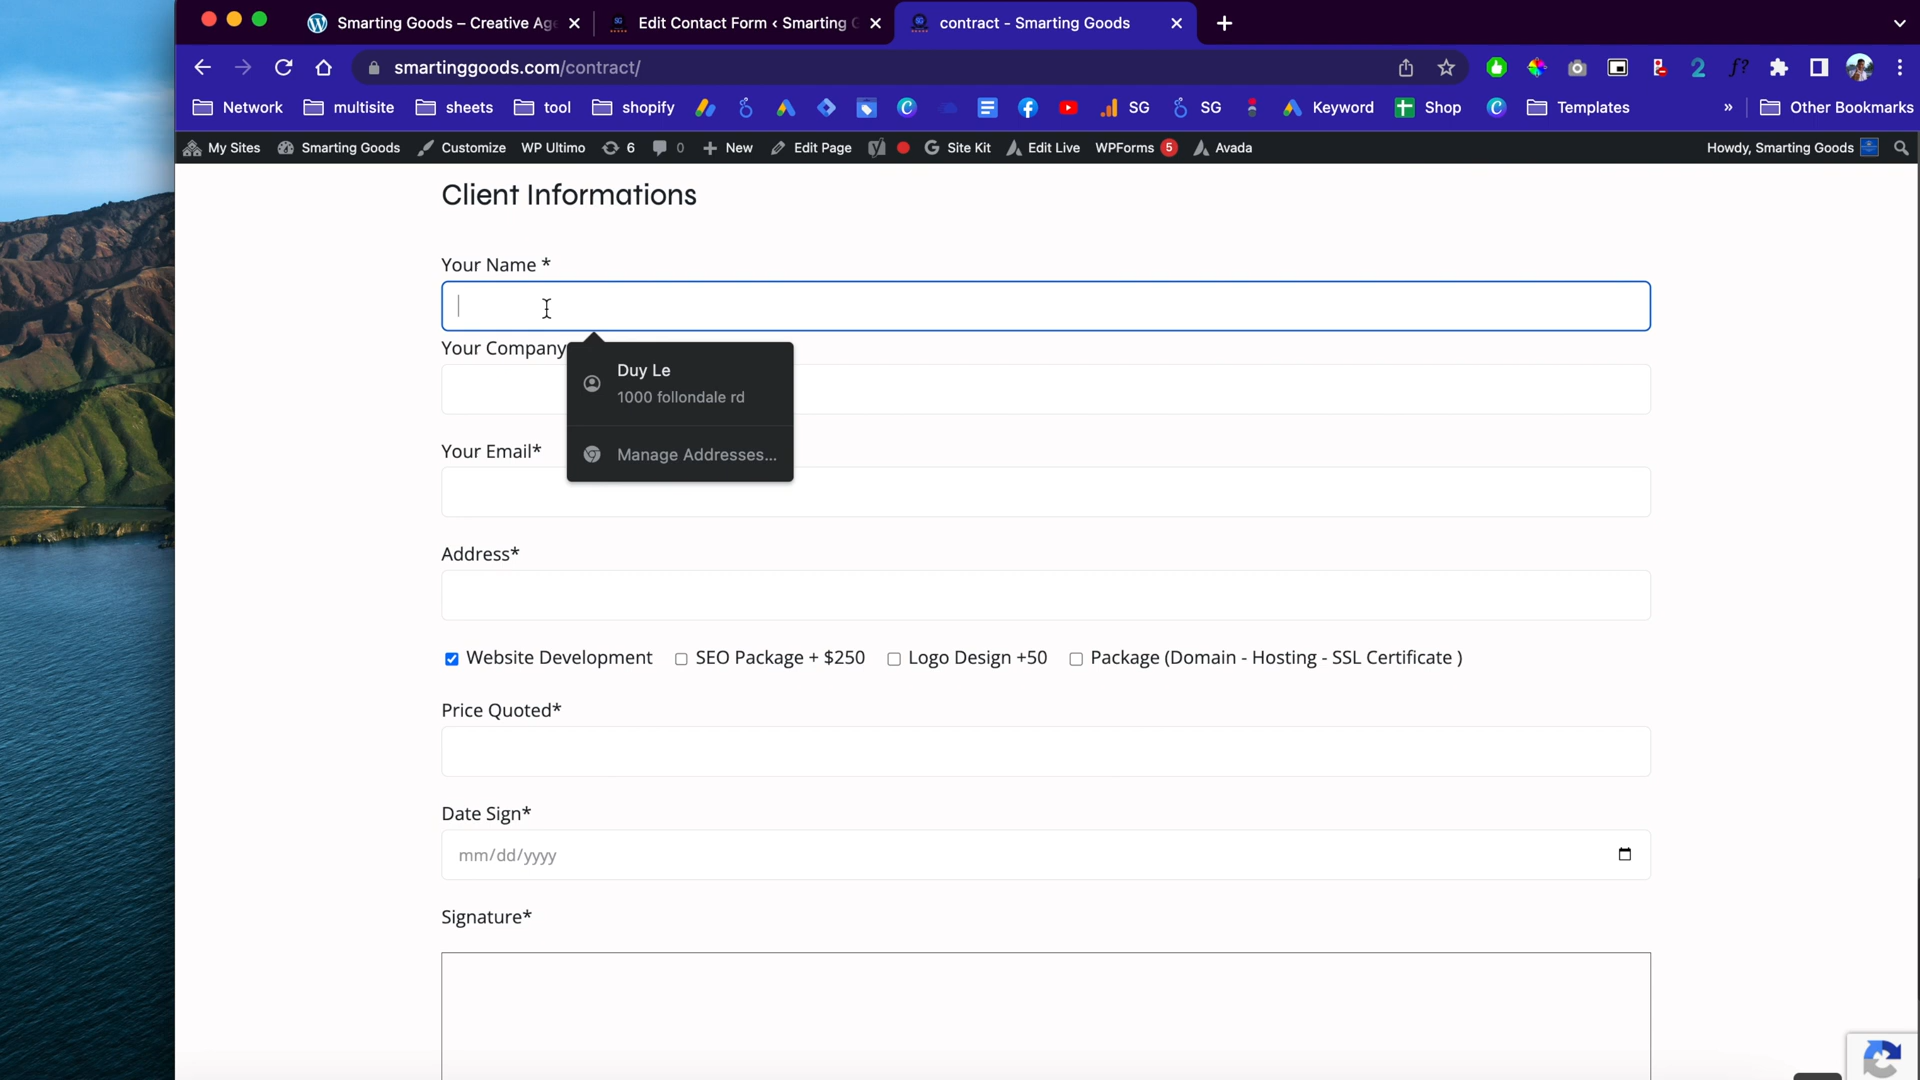 Smarting Goods – Creative Age
Edit Contact Form ‹ Smarting G
contract - Smarting Goods
smartinggoods.com/contract/
Network multisite sheets tool shopify SG SG Keyword Shop Templates » Other Bookmarks
My Sites Smarting Goods Customize WP Ultimo 6 0 New Edit Page Site Kit Edit Live WPForms 5 Avada Howdy, Smarting Goods
Client Informations
Your Name *
Your Company
Duy Le
1000 follondale rd
Manage Addresses...
Your Email*
Address*
Website Development SEO Package + $250 Logo Design +50 Package (Domain - Hosting - SSL Certificate )
Price Quoted*
Date Sign*
mm/dd/yyyy
Signature*